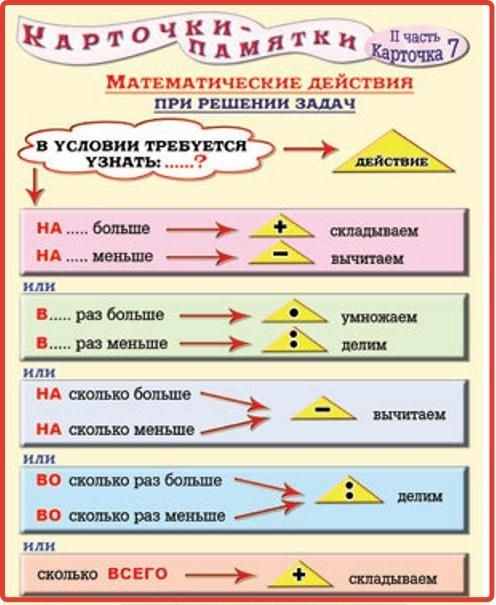 КАРТОЧКИ-ПАМЯТКИ
II часть
Карточка 7
МАТЕМАТИЧЕСКИЕ ДЕЙСТВИЯ
ПРИ РЕШЕНИИ ЗАДАЧ
В УСЛОВИИ ТРЕБУЕТСЯ
УЗНАТЬ: ......?
ДЕЙСТВИЕ
НА ..... больше + складываем
НА ..... меньше − вычитаем
ИЛИ
В..... раз больше • умножаем
В..... раз меньше : делим
ИЛИ
НА сколько больше
НА сколько меньше
− вычитаем
ИЛИ
ВО сколько раз больше
ВО сколько раз меньше
: делим
ИЛИ
сколько ВСЕГО + складываем